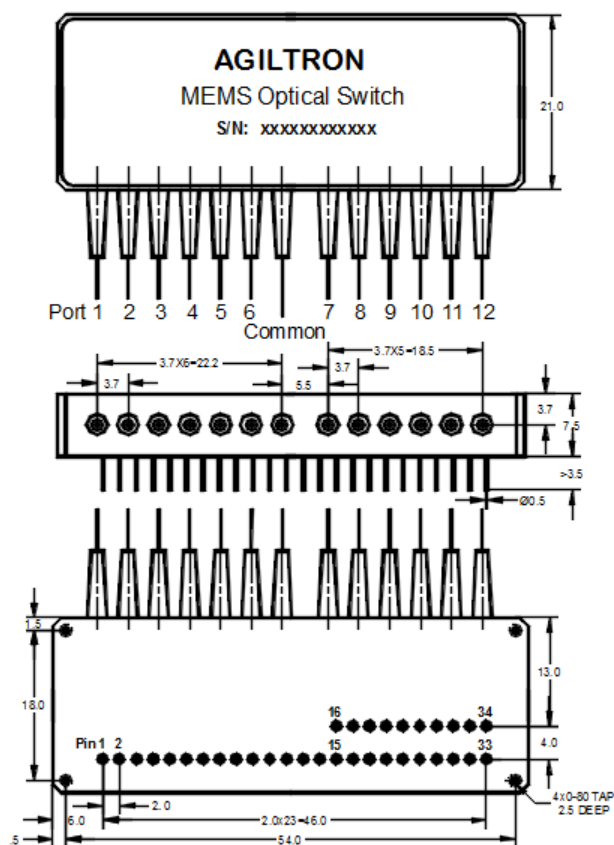 AGILTRON
MEMS Optical Switch
S/N: xxxxxxxxxxxx
21.0
Port 1 2 3 4 5 6 7 8 9 10 11 12
Common
3.7X6=22.2 3.7X5=18.5
3.7 5.5 3.7
3.7
7.5
>3.5
Ø0.5
1.5
18.0
13.0
16 34
4.0
Pin 1 2 15 33
2.0
4x0-80 TAP
2.5 DEEP
6.0 2.0x23=46.0
.5 54.0